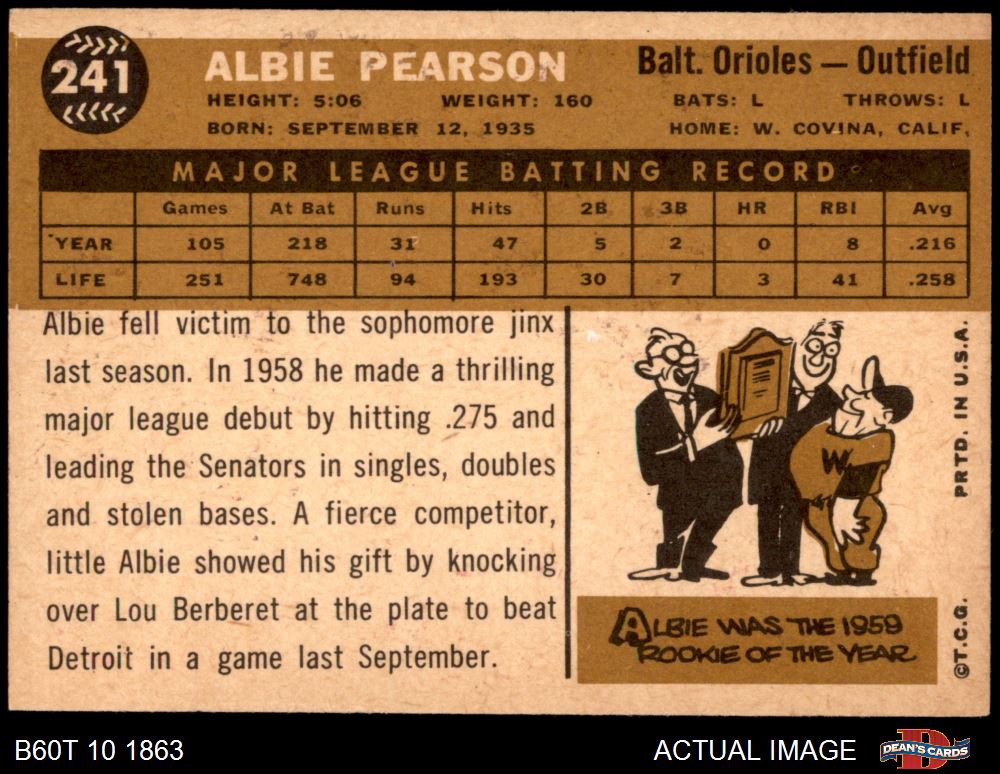 241
ALBIE PEARSON
Balt. Orioles — Outfield
HEIGHT: 5:06 WEIGHT: 160 BATS: L THROWS: L
BORN: SEPTEMBER 12, 1935 HOME: W. COVINA, CALIF.
MAJOR LEAGUE BATTING RECORD
Games At Bat Runs Hits 2B 3B HR RBI Avg
YEAR 105 218 31 47 5 2 0 8 .216
LIFE 251 748 94 193 30 7 3 41 .258
Albie fell victim to the sophomore jinx
last season. In 1958 he made a thrilling
major league debut by hitting .275 and
leading the Senators in singles, doubles
and stolen bases. A fierce competitor,
little Albie showed his gift by knocking
over Lou Berberet at the plate to beat
Detroit in a game last September.
W
ALBIE WAS THE 1959
ROOKIE OF THE YEAR
PRTD. IN U.S.A.
©T.C.G.
B60T 10 1863
ACTUAL IMAGE
D
DEAN'S CARDS